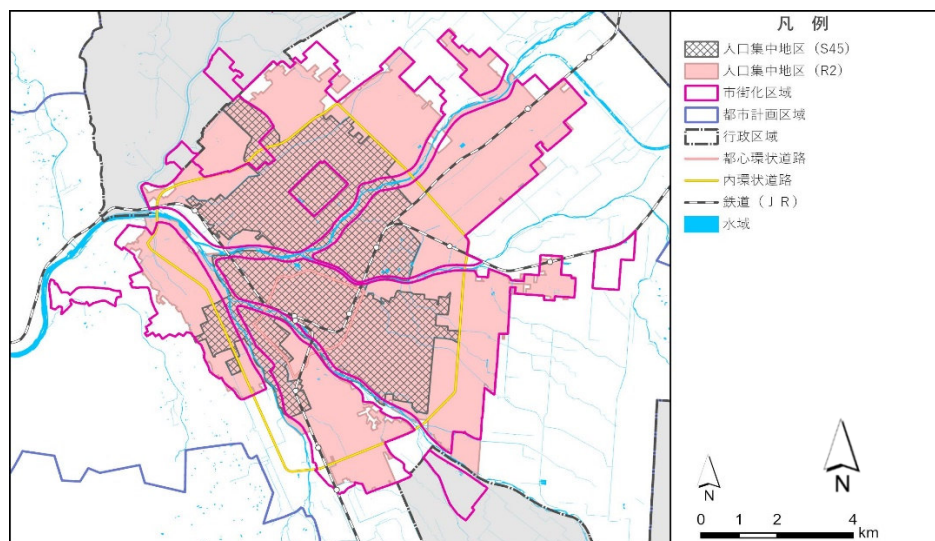 凡 例
人口集中地区（S45）
人口集中地区（R2）
市街化区域
都市計画区域
行政区域
都心環状道路
内環状道路
鉄道（ＪＲ）
水域
N
N
0 1 2 4
km